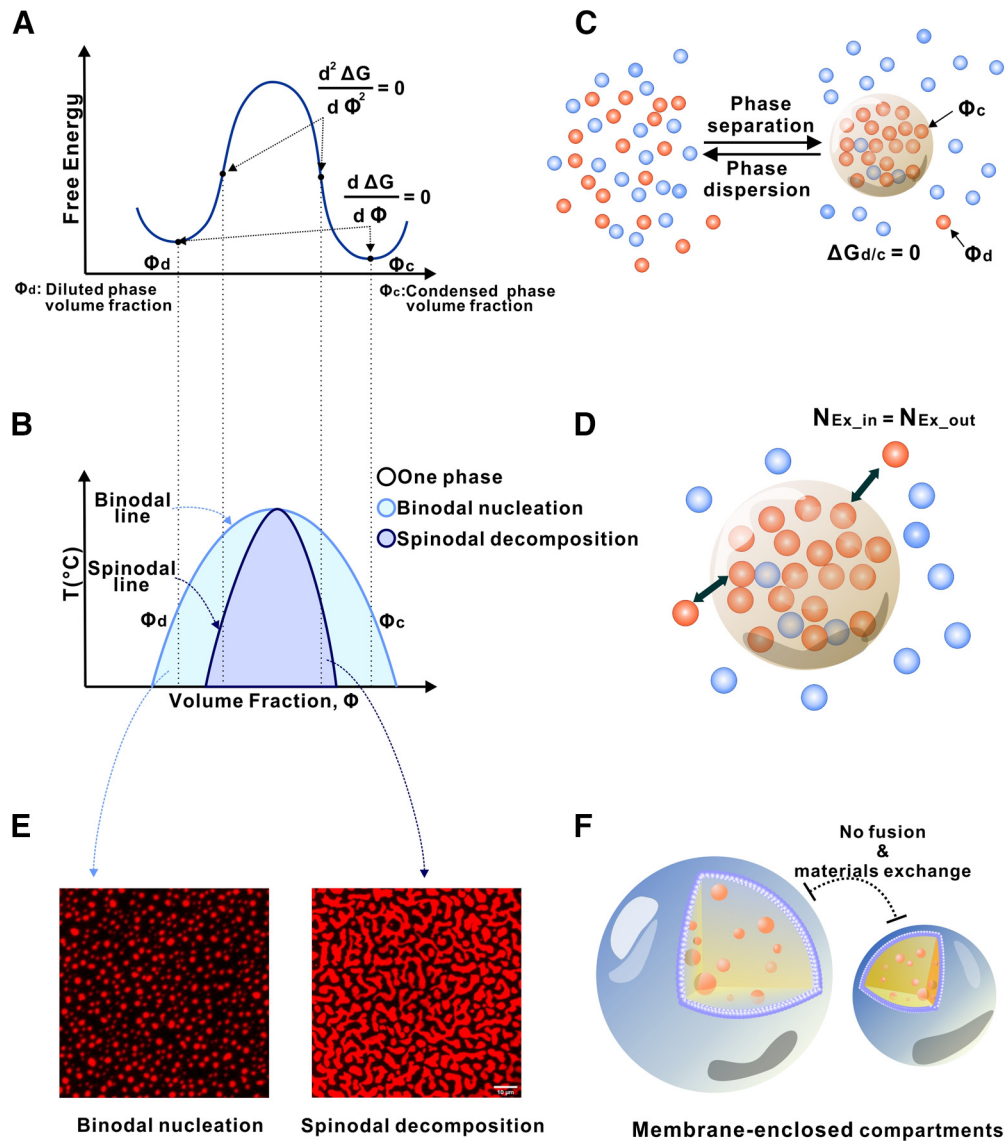 A
Free Energy
d² ΔG
d Φ² = 0
d ΔG
d Φ = 0
Φd
Φc
Φd: Diluted phase
volume fraction
Φc:Condensed phase
volume fraction
B
T(°C)
Binodal
line
Spinodal
line
Φd
Φc
One phase
Binodal nucleation
Spinodal decomposition
Volume Fraction, Φ
C
Phase
separation
Phase
dispersion
Φc
Φd
ΔGd/c = 0
D
NEx_in = NEx_out
E
10 μm
Binodal nucleation
Spinodal decomposition
F
No fusion
&
materials exchange
Membrane-enclosed compartments